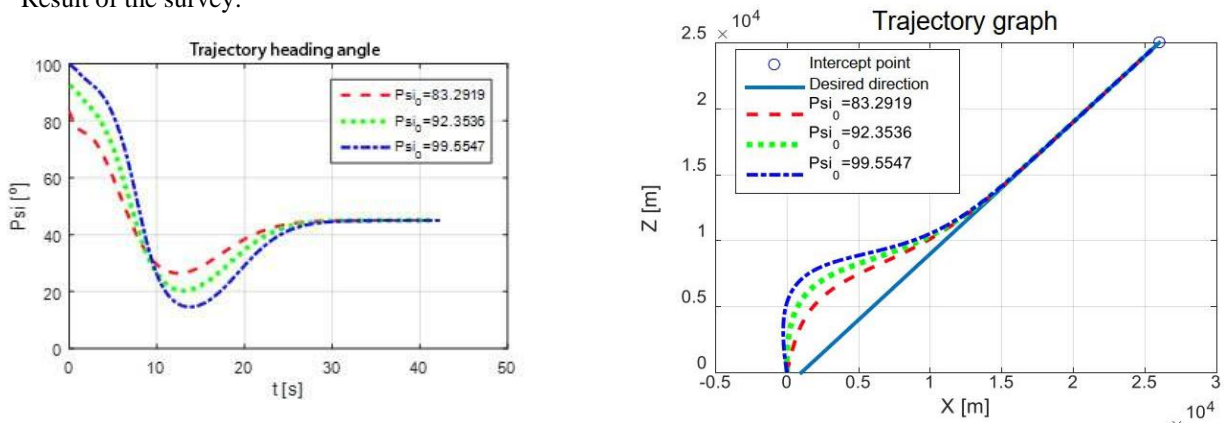 Result of the survey:
Trajectory heading angle
100
80
60
40
20
0
Psi [º]
0 10 20 30 40 50
t [s]
Psi0=83.2919
Psi0=92.3536
Psi0=99.5547
Trajectory graph
× 10^4
2.5
2
1.5
1
0.5
0
Z [m]
-0.5 0 0.5 1 1.5 2 2.5 3
X [m]
10^4
Intercept point
Desired direction
Psi0=83.2919
Psi0=92.3536
Psi0=99.5547